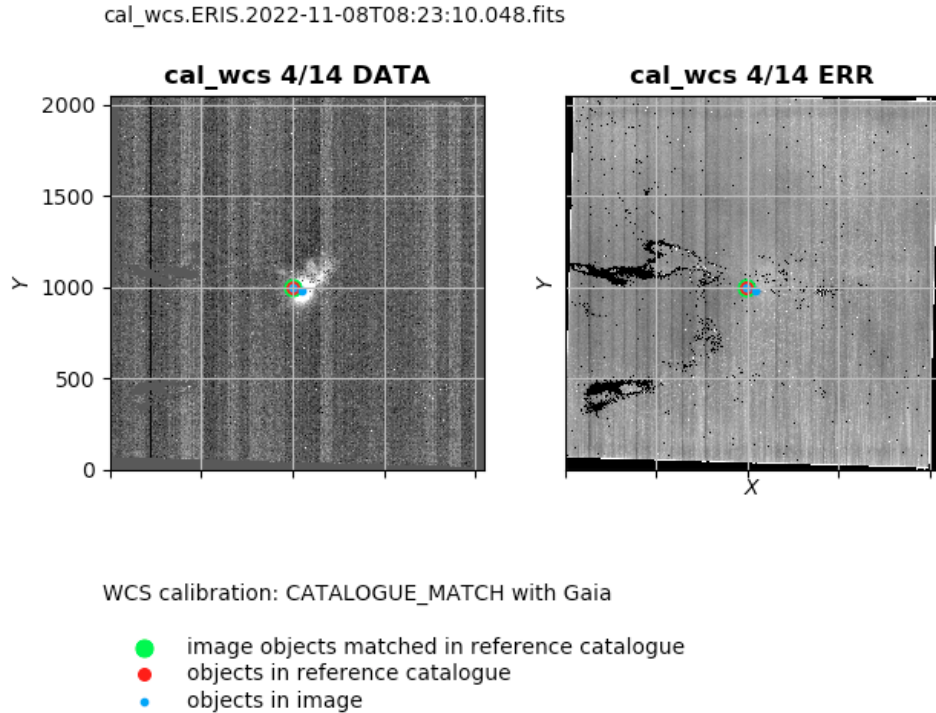 cal_wcs.ERIS.2022-11-08T08:23:10.048.fits
cal_wcs 4/14 DATA
cal_wcs 4/14 ERR
2000
1500
1000
500
0
Y
Y
X
WCS calibration: CATALOGUE_MATCH with Gaia
image objects matched in reference catalogue
objects in reference catalogue
objects in image